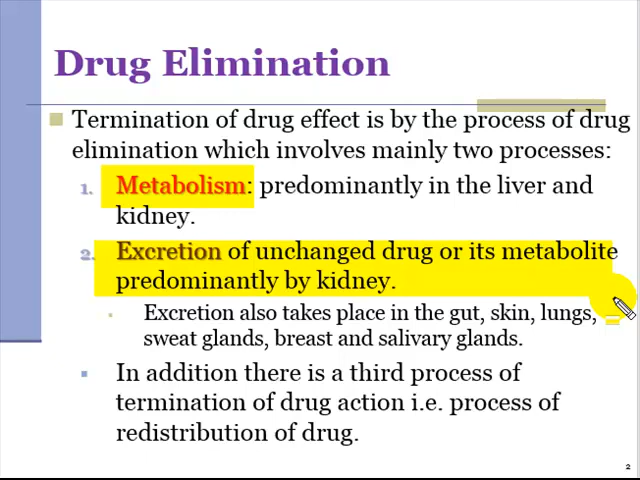 Drug Elimination
Termination of drug effect is by the process of drug
elimination which involves mainly two processes:
1. Metabolism: predominantly in the liver and
kidney.
2. Excretion of unchanged drug or its metabolite
predominantly by kidney.
Excretion also takes place in the gut, skin, lungs,
sweat glands, breast and salivary glands.
In addition there is a third process of
termination of drug action i.e. process of
redistribution of drug.
2